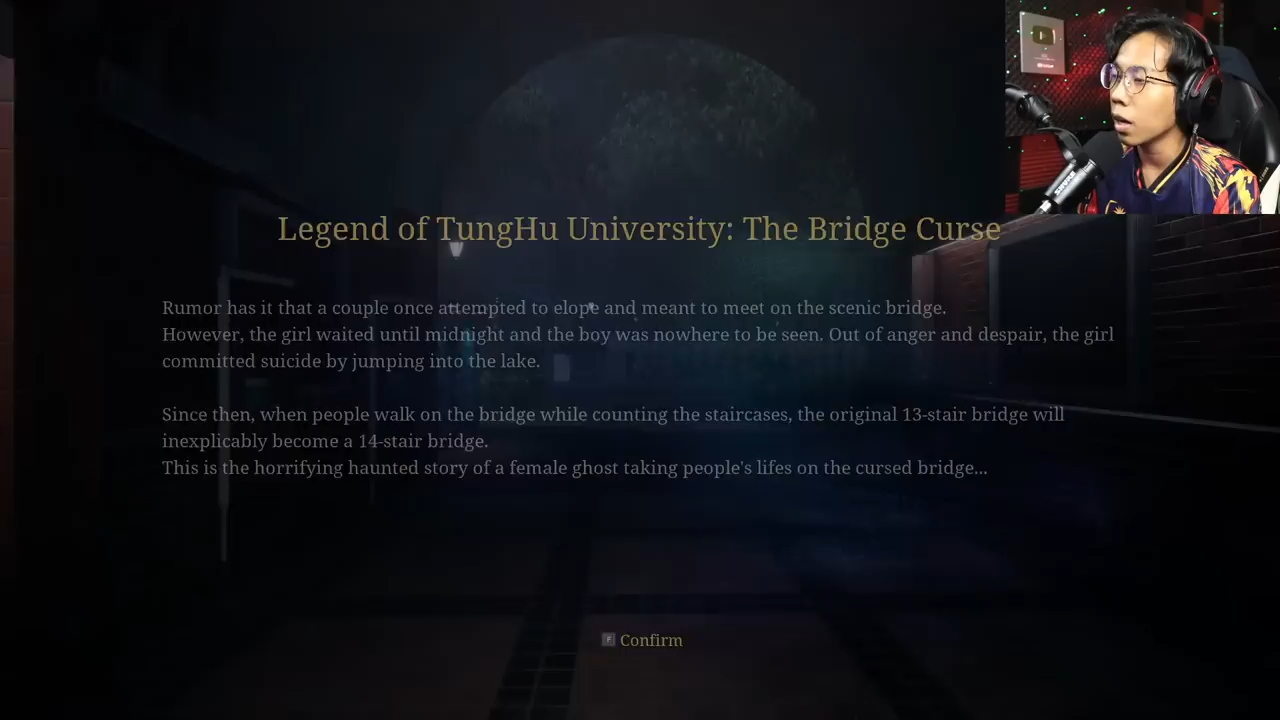 Legend of TungHu University: The Bridge Curse
Rumor has it that a couple once attempted to elope and meant to meet on the scenic bridge.
However, the girl waited until midnight and the boy was nowhere to be seen. Out of anger and despair, the girl
committed suicide by jumping into the lake.
Since then, when people walk on the bridge while counting the staircases, the original 13-stair bridge will
inexplicably become a 14-stair bridge.
This is the horrifying haunted story of a female ghost taking people's lifes on the cursed bridge...
F Confirm
SHURE